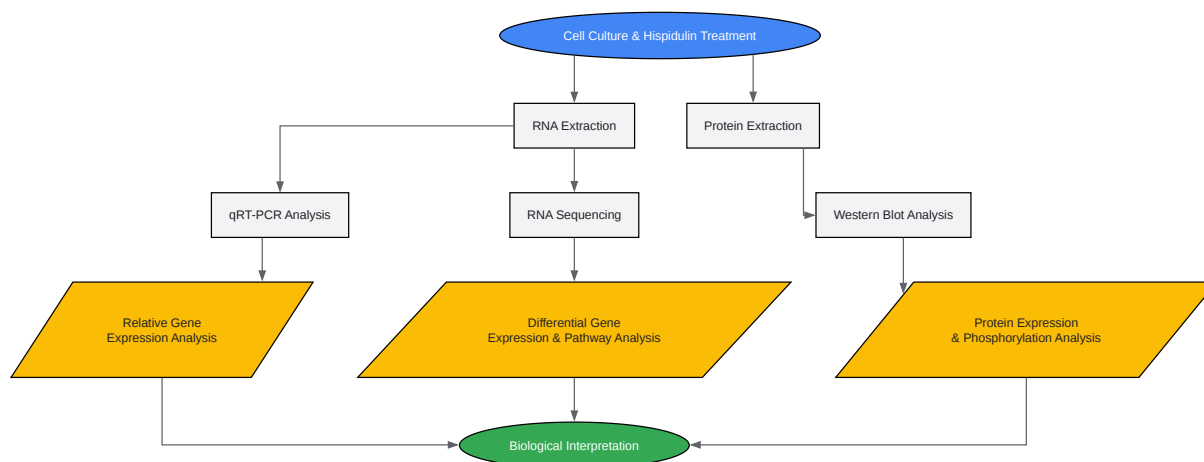 Cell Culture & Hispidulin Treatment
RNA Extraction
Protein Extraction
qRT-PCR Analysis
RNA Sequencing
Western Blot Analysis
Relative Gene
Expression Analysis
Differential Gene
Expression & Pathway Analysis
Protein Expression
& Phosphorylation Analysis
Biological Interpretation